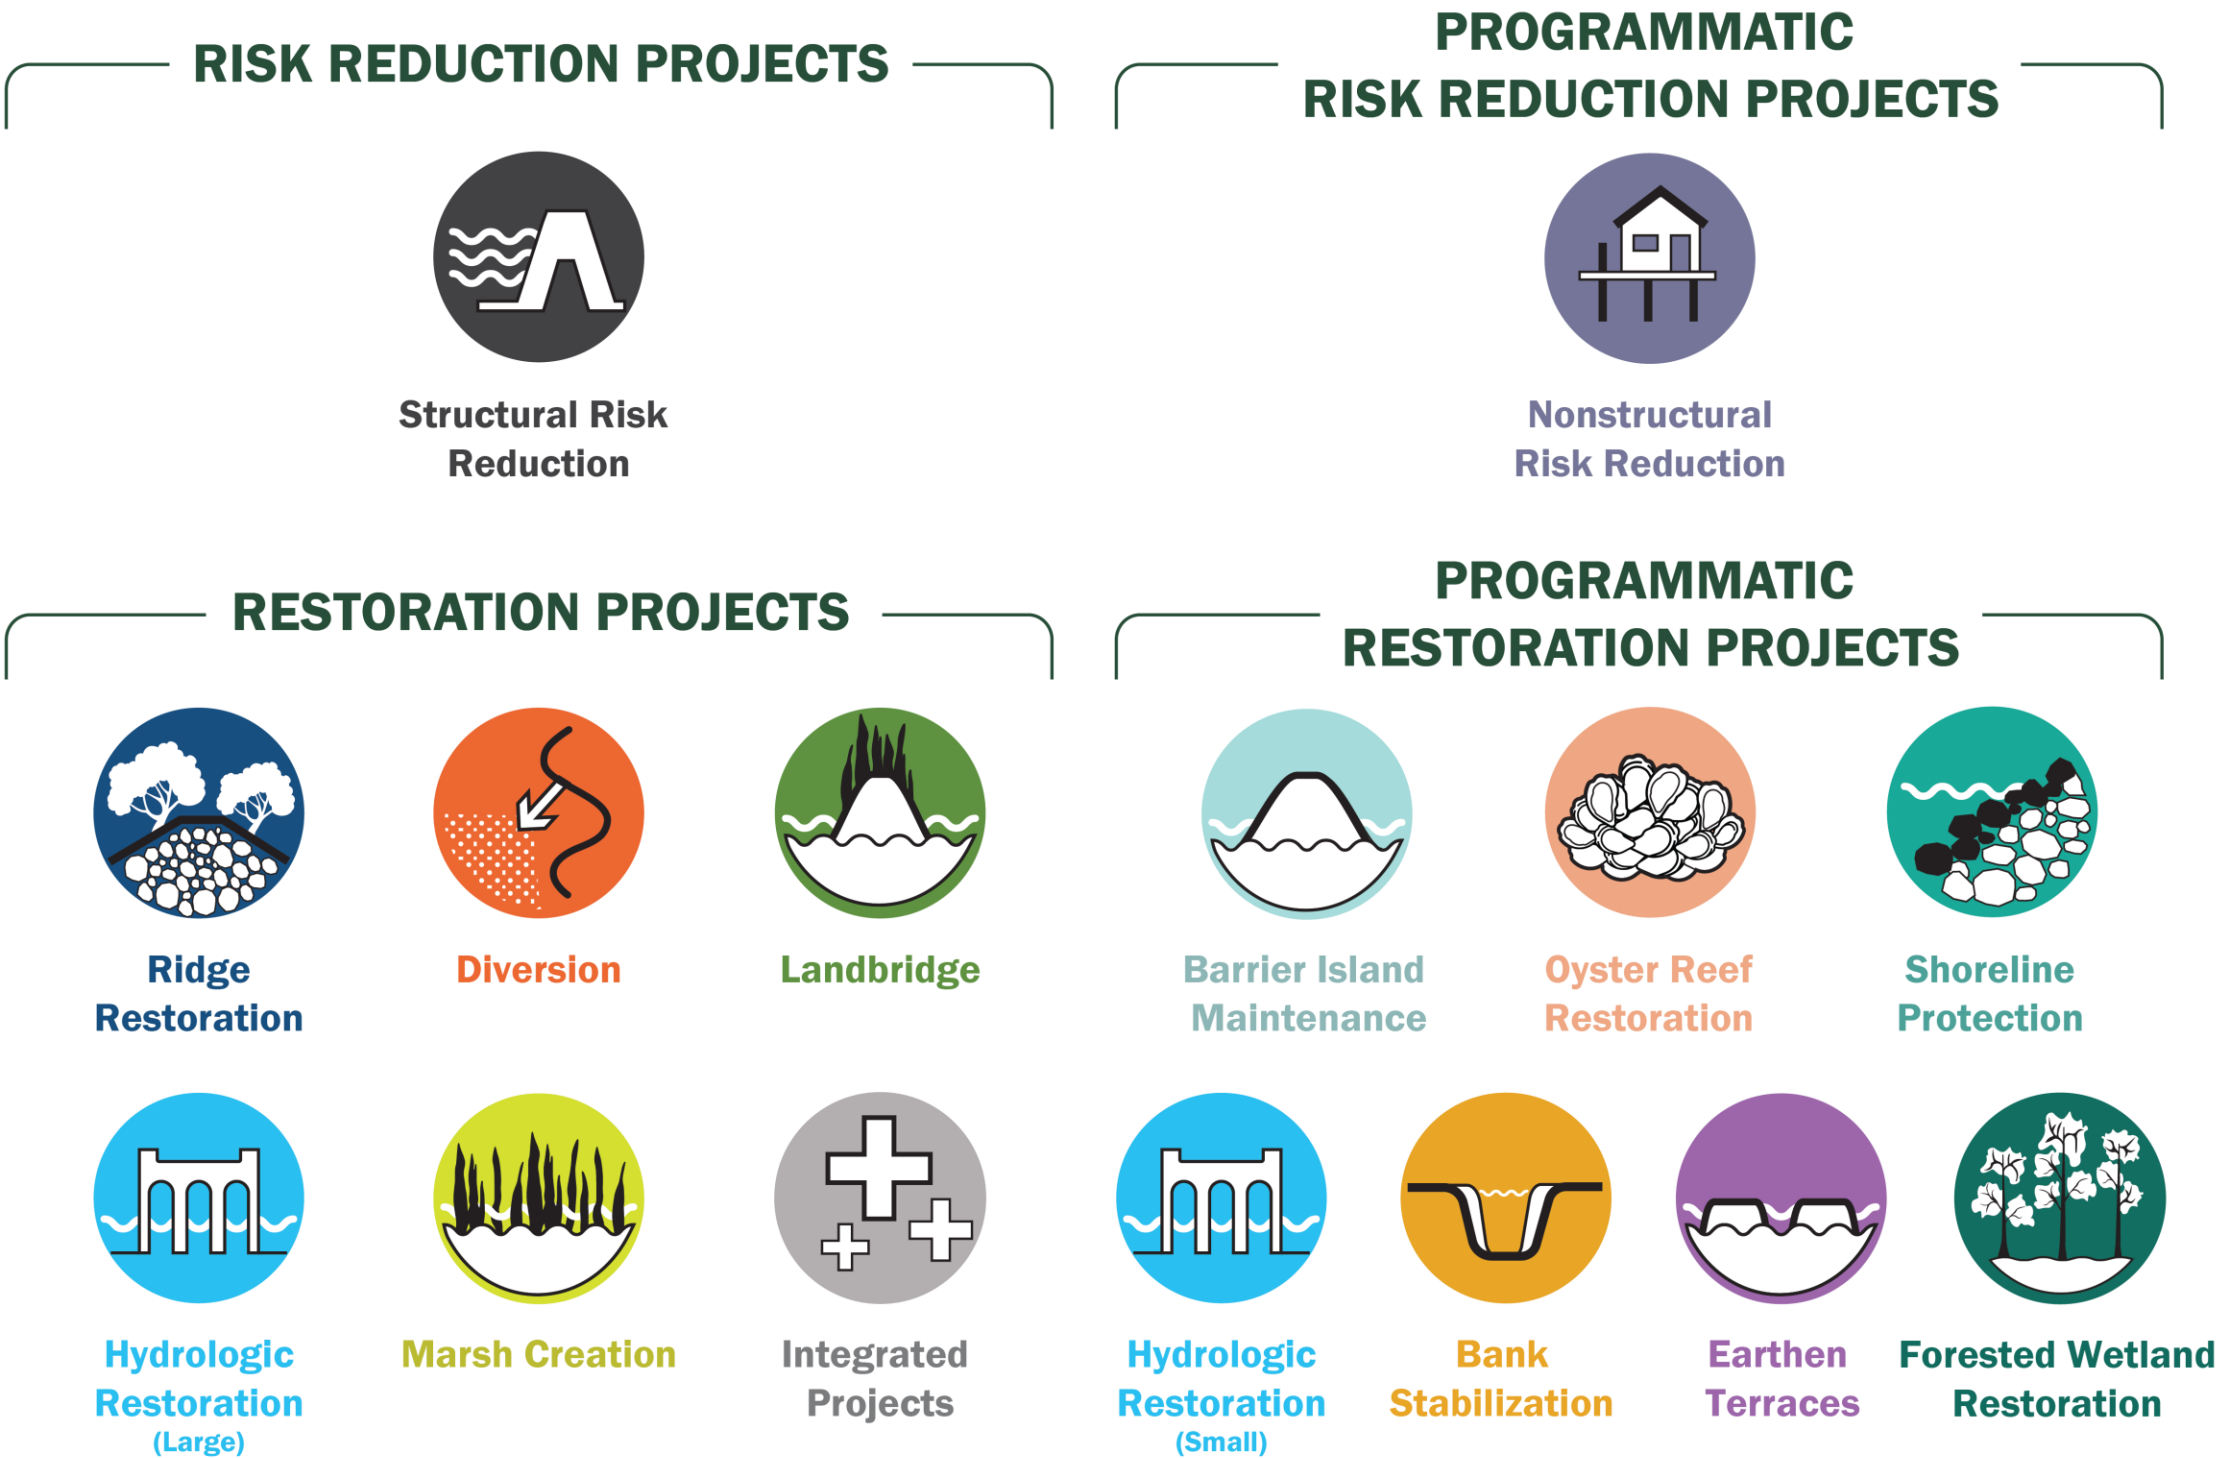 RISK REDUCTION PROJECTS
Structural Risk
Reduction
PROGRAMMATIC
RISK REDUCTION PROJECTS
Nonstructural
Risk Reduction
RESTORATION PROJECTS
Ridge
Restoration
Diversion
Landbridge
Hydrologic
Restoration
(Large)
Marsh Creation
Integrated
Projects
PROGRAMMATIC
RESTORATION PROJECTS
Barrier Island
Maintenance
Oyster Reef
Restoration
Shoreline
Protection
Hydrologic
Restoration
(Small)
Bank
Stabilization
Earthen
Terraces
Forested Wetland
Restoration